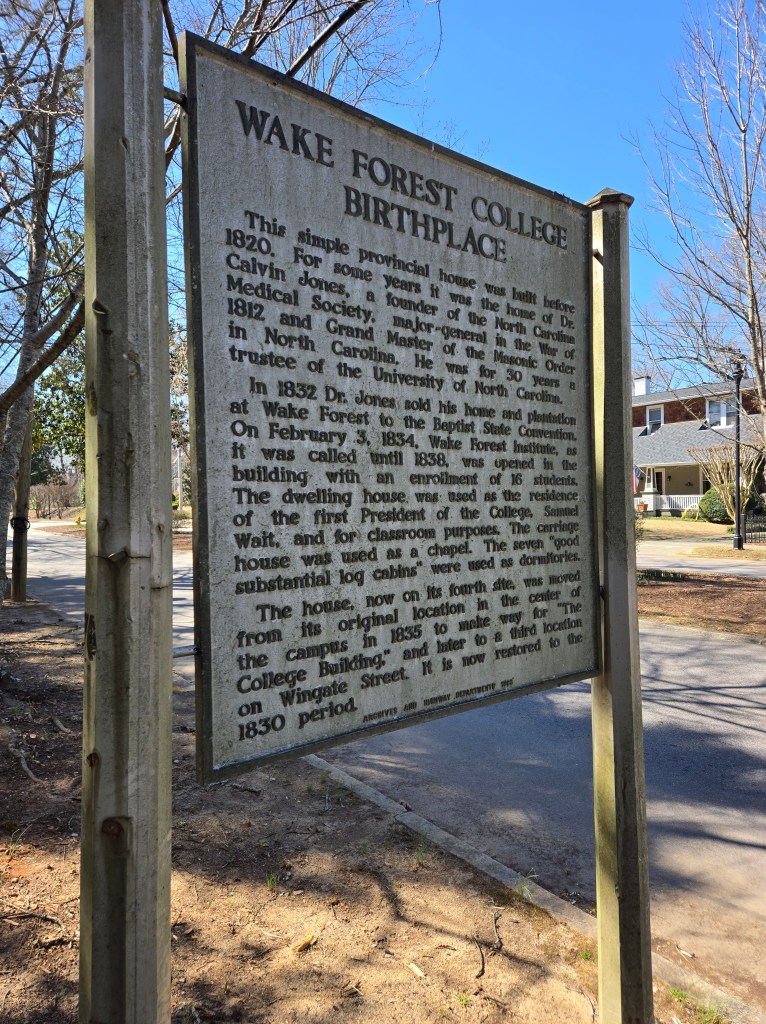 WAKE FOREST COLLEGE
BIRTHPLACE
This simple provincial house was built before
1820. For some years it was the home of Dr.
Calvin Jones, a founder of the North Carolina
Medical Society, major-general in the War of
1812 and Grand Master of the Masonic Order
in North Carolina. He was for 30 years a
trustee of the University of North Carolina.
In 1832 Dr. Jones sold his home and plantation
at Wake Forest to the Baptist State Convention.
On February 3, 1834, Wake Forest Institute, as
it was called until 1838, was opened in the
building with an enrollment of 16 students.
The dwelling house was used as the residence
of the first President of the College, Samuel
Wait, and for classroom purposes. The carriage
house was used as a chapel. The seven "good
substantial log cabins" were used as dormitories.
The house, now on its fourth site, was moved
from its original location in the center of
the campus in 1835 to make way for "The
College Building," and later to a third location
on Wingate Street. It is now restored to the
1830 period.
ARCHIVES AND HIGHWAY DEPARTMENTS